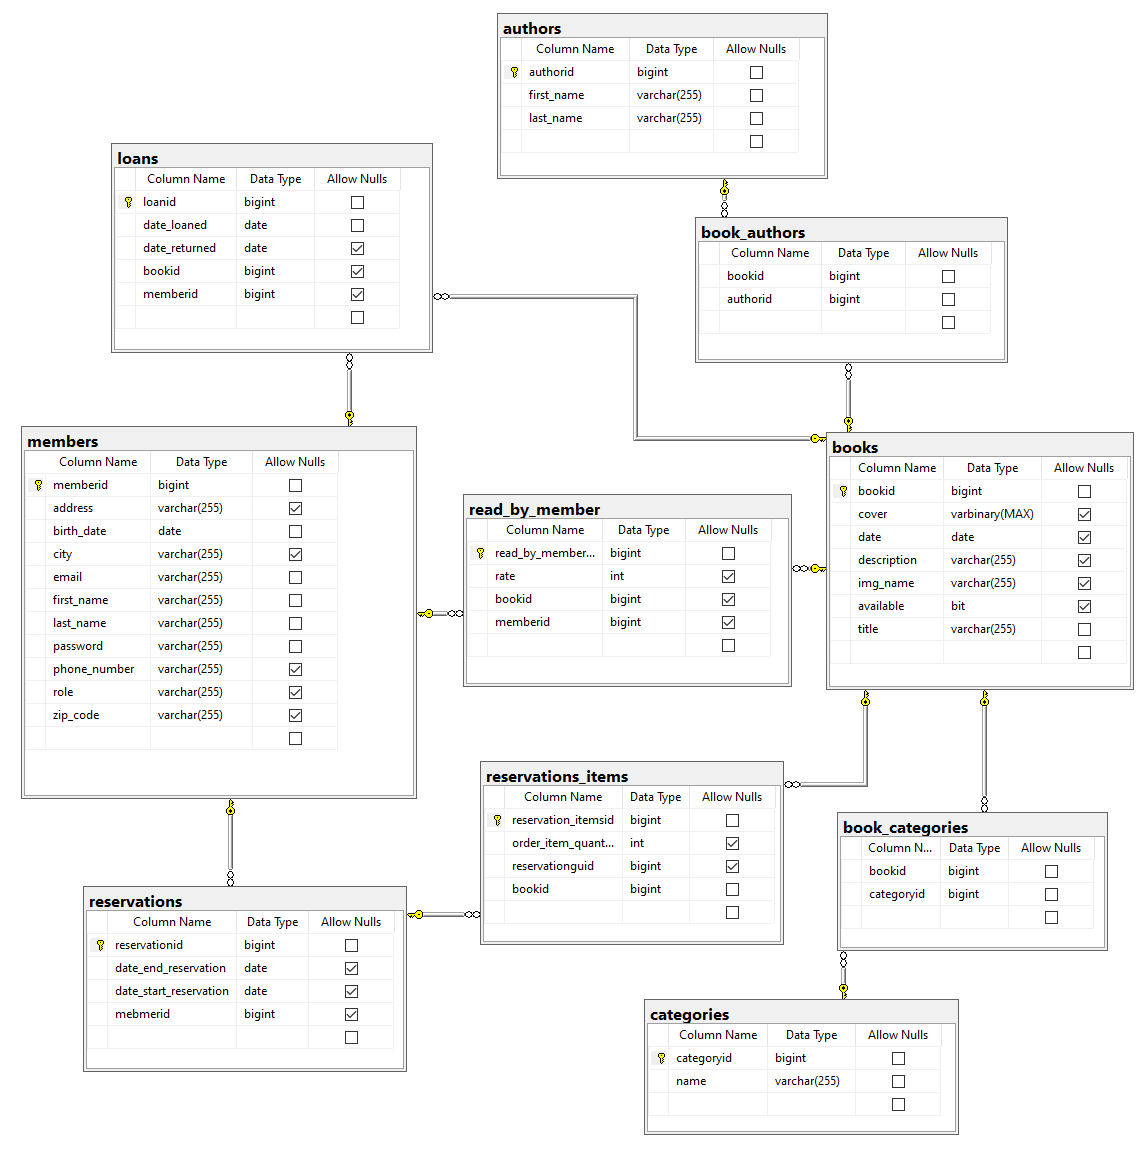 authors
Column Name Data Type Allow Nulls
authorid bigint
first_name varchar(255)
last_name varchar(255)
loans
Column Name Data Type Allow Nulls
loanid bigint
date_loaned date
date_returned date
bookid bigint
memberid bigint
book_authors
Column Name Data Type Allow Nulls
bookid bigint
authorid bigint
members
Column Name Data Type Allow Nulls
memberid bigint
address varchar(255)
birth_date date
city varchar(255)
email varchar(255)
first_name varchar(255)
last_name varchar(255)
password varchar(255)
phone_number varchar(255)
role varchar(255)
zip_code varchar(255)
books
Column Name Data Type Allow Nulls
bookid bigint
cover varbinary(MAX)
date date
description varchar(255)
img_name varchar(255)
available bit
title varchar(255)
read_by_member
Column Name Data Type Allow Nulls
read_by_member... bigint
rate int
bookid bigint
memberid bigint
reservations_items
Column Name Data Type Allow Nulls
reservation_itemsid bigint
order_item_quant... int
reservationguid bigint
bookid bigint
book_categories
Column N... Data Type Allow Nulls
bookid bigint
categoryid bigint
reservations
Column Name Data Type Allow Nulls
reservationid bigint
date_end_reservation date
date_start_reservation date
mebmerid bigint
categories
Column Name Data Type Allow Nulls
categoryid bigint
name varchar(255)